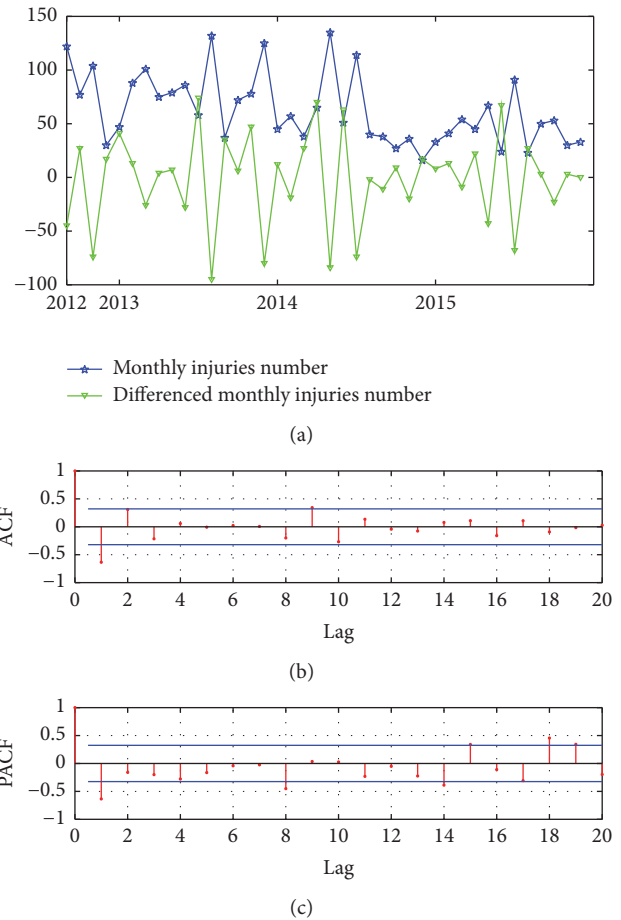 150
100
50
0
−50
−100
2012 2013 2014 2015
Monthly injuries number
Differenced monthly injuries number
(a)
1
0.5
0
−0.5
−1
ACF
0 2 4 6 8 10 12 14 16 18 20
Lag
(b)
1
0.5
0
−0.5
−1
PACF
0 2 4 6 8 10 12 14 16 18 20
Lag
(c)